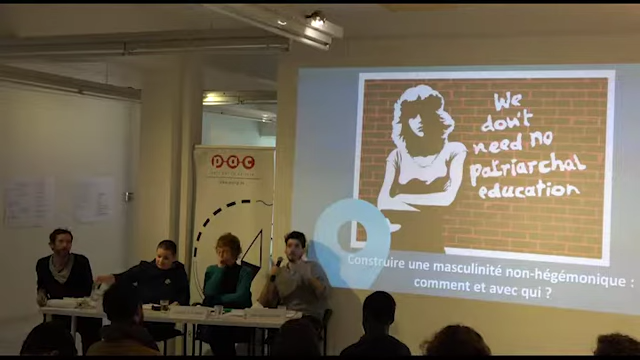 We
don't
need no
patriarchal
education
pac
Construire une masculinité non-hégémonique :
comment et avec qui ?